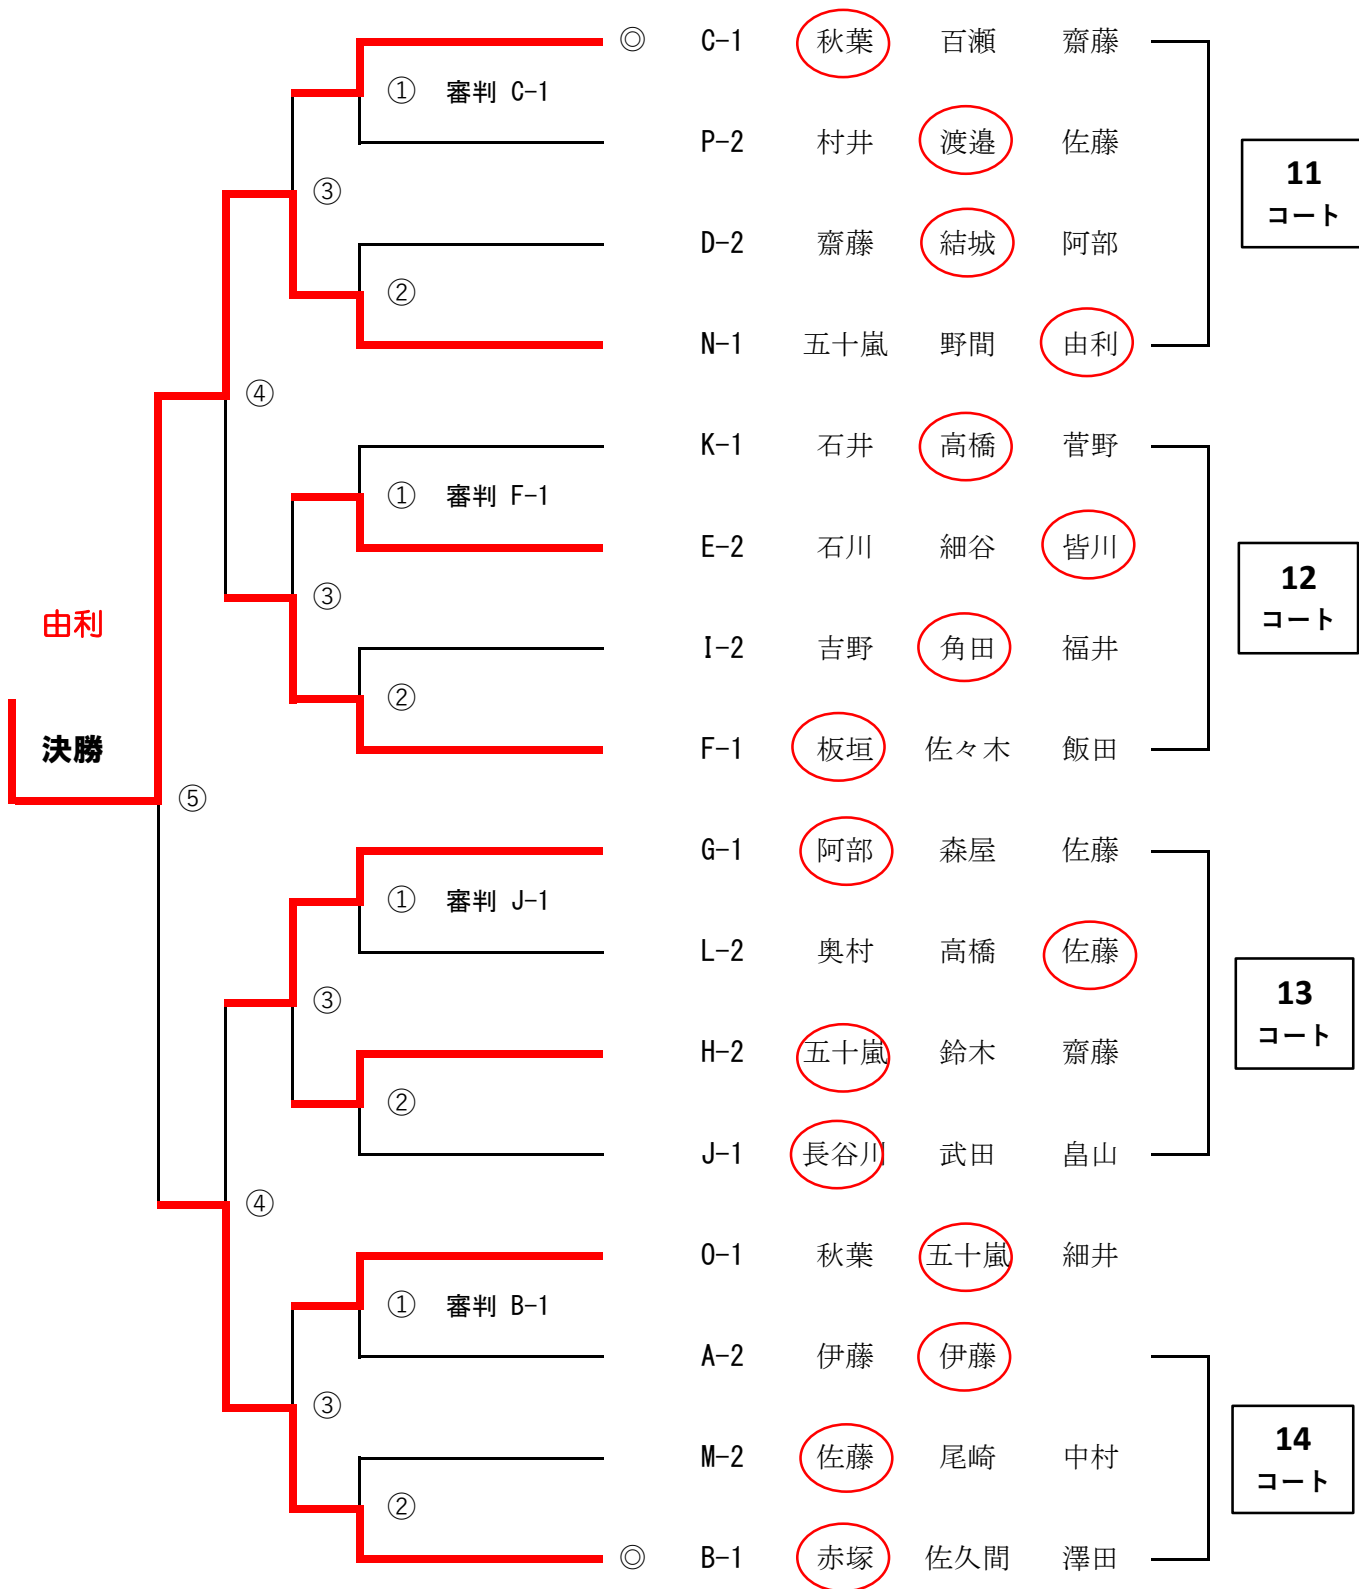 ◎ C-1 秋葉 百瀬 齋藤
① 審判 C-1
P-2 村井 渡邉 佐藤
11
コート
③
D-2 齋藤 結城 阿部
②
N-1 五十嵐 野間 由利
④
K-1 石井 高橋 菅野
① 審判 F-1
E-2 石川 細谷 皆川
12
コート
③
由利
I-2 吉野 角田 福井
②
決勝
F-1 板垣 佐々木 飯田
⑤
G-1 阿部 森屋 佐藤
① 審判 J-1
L-2 奥村 高橋 佐藤
13
コート
③
H-2 五十嵐 鈴木 齋藤
②
J-1 長谷川 武田 畠山
④
O-1 秋葉 五十嵐 細井
① 審判 B-1
A-2 伊藤 伊藤
③
14
コート
M-2 佐藤 尾崎 中村
②
◎ B-1 赤塚 佐久間 澤田